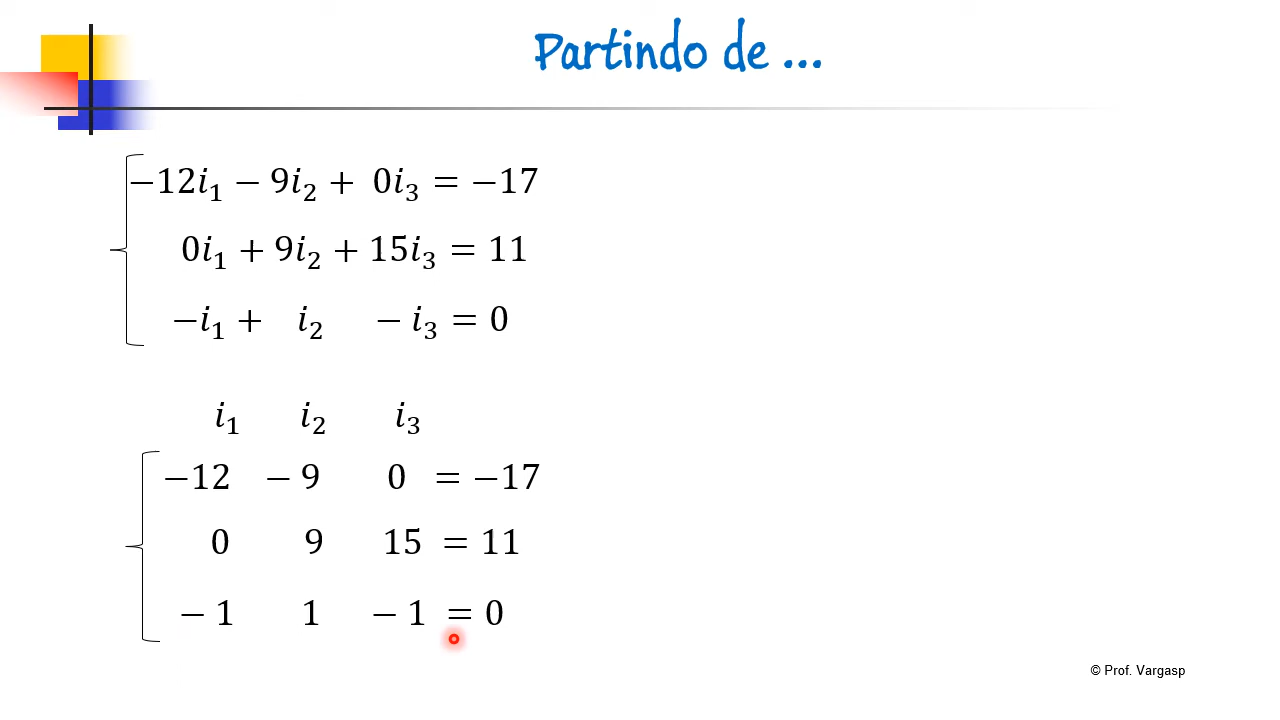 Partindo de ...
−12i₁ − 9i₂ + 0i₃ = −17
0i₁ + 9i₂ + 15i₃ = 11
−i₁ + i₂ − i₃ = 0
i₁ i₂ i₃
−12 − 9 0 = −17
0 9 15 = 11
− 1 1 − 1 = 0
© Prof. Vargasp